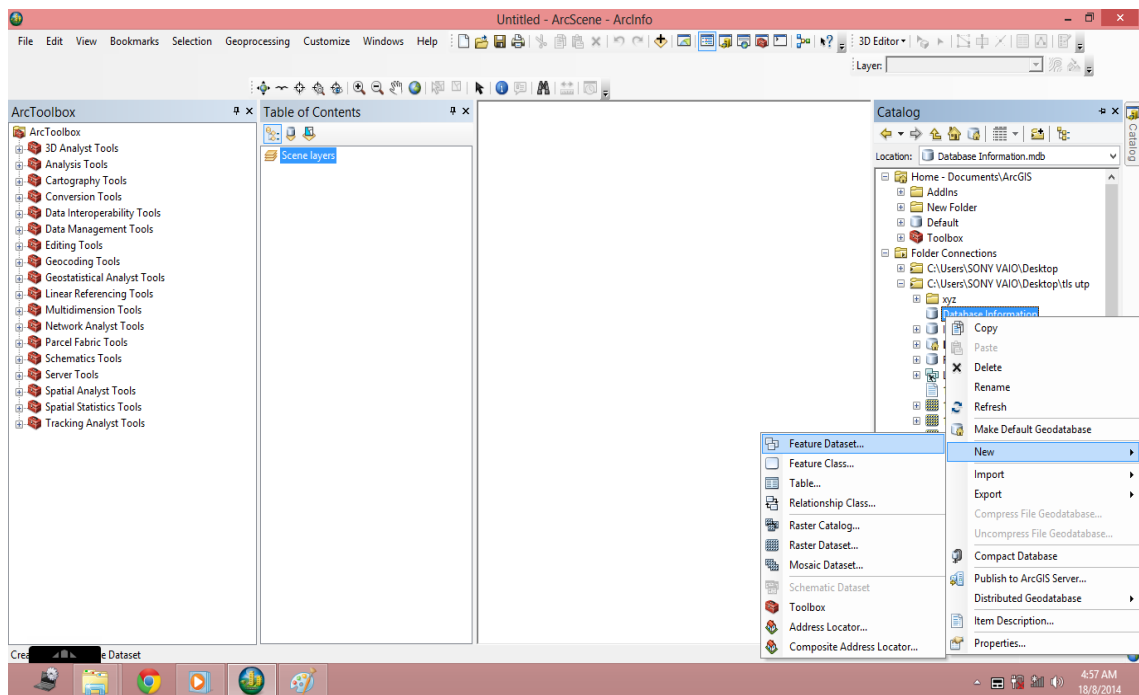 Untitled - ArcScene - ArcInfo
File Edit View Bookmarks Selection Geoprocessing Customize Windows Help
3D Editor
Layer:
ArcToolbox
ArcToolbox
3D Analyst Tools
Analysis Tools
Cartography Tools
Conversion Tools
Data Interoperability Tools
Data Management Tools
Editing Tools
Geocoding Tools
Geostatistical Analyst Tools
Linear Referencing Tools
Multidimension Tools
Network Analyst Tools
Parcel Fabric Tools
Schematics Tools
Server Tools
Spatial Analyst Tools
Spatial Statistics Tools
Tracking Analyst Tools
Table of Contents
Scene layers
Catalog
Catalog
Location: Database Information.mdb
Home - Documents\ArcGIS
AddIns
New Folder
Default
Toolbox
Folder Connections
C:\Users\SONY VAIO\Desktop
C:\Users\SONY VAIO\Desktop\tls utp
xyz
Database Information
Copy
Paste
Delete
Rename
Refresh
Make Default Geodatabase
New
Import
Export
Compress File Geodatabase...
Uncompress File Geodatabase...
Compact Database
Publish to ArcGIS Server...
Distributed Geodatabase
Item Description...
Properties...
Feature Dataset...
Feature Class...
Table...
Relationship Class...
Raster Catalog...
Raster Dataset...
Mosaic Dataset...
Schematic Dataset
Toolbox
Address Locator...
Composite Address Locator...
Crea e Dataset
4:57 AM
18/8/2014